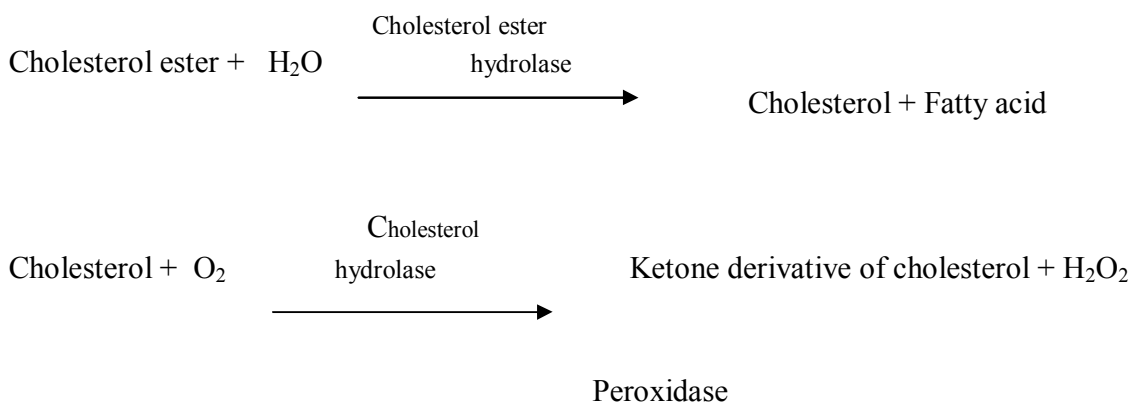 Cholesterol ester
Cholesterol ester + H₂O hydrolase
Cholesterol + Fatty acid
Cholesterol
Cholesterol + O₂ hydrolase Ketone derivative of cholesterol + H₂O₂
Peroxidase